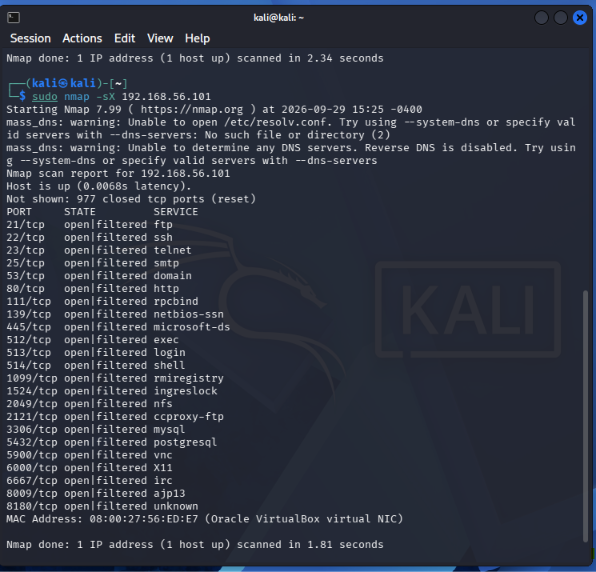 kali@kali: ~
Session Actions Edit View Help
Nmap done: 1 IP address (1 host up) scanned in 2.34 seconds
┌──(kali㉿kali)-[~]
└─$ sudo nmap -sX 192.168.56.101
Starting Nmap 7.99 ( https://nmap.org ) at 2026-09-29 15:25 -0400
mass_dns: warning: Unable to open /etc/resolv.conf. Try using --system-dns or specify val
id servers with --dns-servers: No such file or directory (2)
mass_dns: warning: Unable to determine any DNS servers. Reverse DNS is disabled. Try usin
g --system-dns or specify valid servers with --dns-servers
Nmap scan report for 192.168.56.101
Host is up (0.0068s latency).
Not shown: 977 closed tcp ports (reset)
PORT     STATE         SERVICE
21/tcp   open|filtered ftp
22/tcp   open|filtered ssh
23/tcp   open|filtered telnet
25/tcp   open|filtered smtp
53/tcp   open|filtered domain
80/tcp   open|filtered http
111/tcp  open|filtered rpcbind
139/tcp  open|filtered netbios-ssn
445/tcp  open|filtered microsoft-ds
512/tcp  open|filtered exec
513/tcp  open|filtered login
514/tcp  open|filtered shell
1099/tcp open|filtered rmiregistry
1524/tcp open|filtered ingreslock
2049/tcp open|filtered nfs
2121/tcp open|filtered ccproxy-ftp
3306/tcp open|filtered mysql
5432/tcp open|filtered postgresql
5900/tcp open|filtered vnc
6000/tcp open|filtered X11
6667/tcp open|filtered irc
8009/tcp open|filtered ajp13
8180/tcp open|filtered unknown
MAC Address: 08:00:27:56:ED:E7 (Oracle VirtualBox virtual NIC)
Nmap done: 1 IP address (1 host up) scanned in 1.81 seconds
KALI